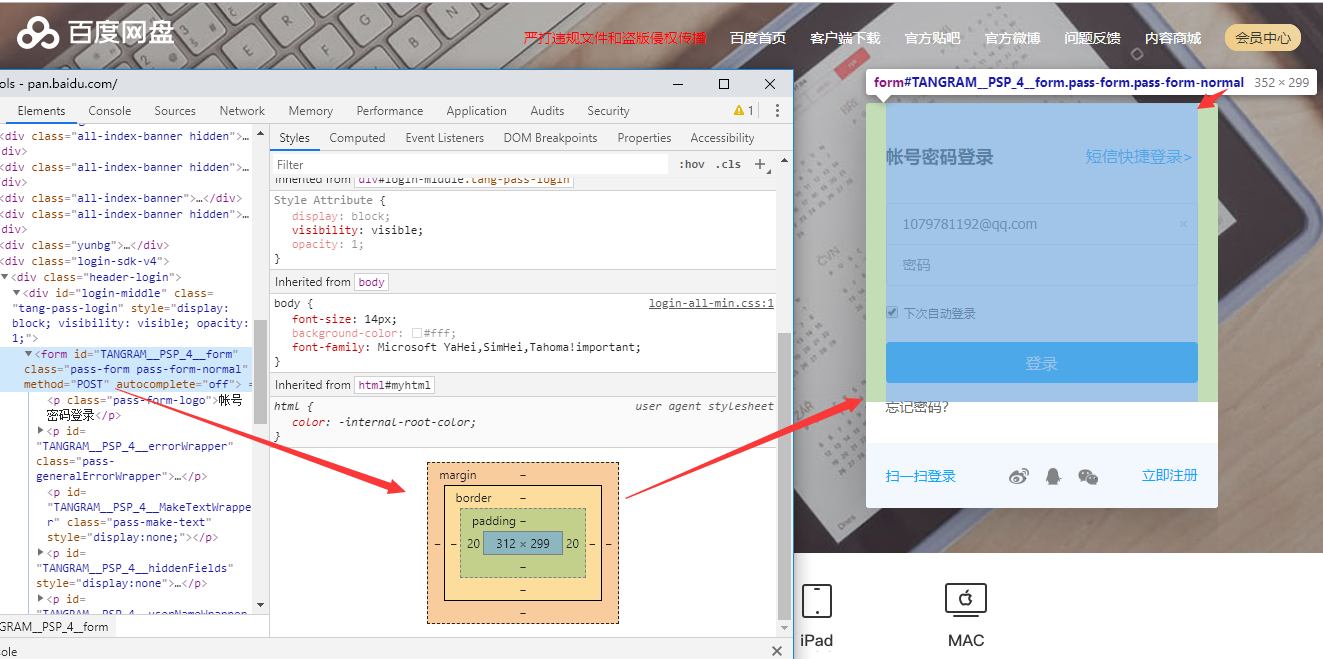 百度网盘
严打违规文件和盗版侵权传播 百度首页 客户端下载 官方贴吧 官方微博 问题反馈 内容商城 会员中心
ols - pan.baidu.com/
Elements Console Sources Network Memory Performance Application Audits Security 1
<div class="all-index-banner hidden">…
div>
<div class="all-index-banner hidden">…
div>
<div class="all-index-banner">…</div>
<div class="all-index-banner hidden">…
div>
<div class="yunbg">…</div>
<div class="login-sdk-v4">
<div class="header-login">
<div id="login-middle" class=
"tang-pass-login" style="display:
block; visibility: visible; opacity:
1;">
<form id="TANGRAM__PSP_4__form"
class="pass-form pass-form-normal"
method="POST" autocomplete="off"> =
<p class="pass-form-logo">帐号
密码登录</p>
<p id=
"TANGRAM__PSP_4__errorWrapper"
class="pass-
generalErrorWrapper">…</p>
<p id=
"TANGRAM__PSP_4__MakeTextWrappe
r" class="pass-make-text"
style="display:none;"></p>
<p id=
"TANGRAM__PSP_4__hiddenFields"
style="display:none">…</p>
<p id=
"TANGRAM__PSP_4__userNameWrapper
GRAM__PSP_4__form
ole
Styles Computed Event Listeners DOM Breakpoints Properties Accessibility
Filter :hov .cls +
Inherited from div#login-middle.tang-pass-login
Style Attribute {
display: block;
visibility: visible;
opacity: 1;
}
Inherited from body
body { login-all-min.css:1
font-size: 14px;
background-color: #fff;
font-family: Microsoft YaHei,SimHei,Tahoma!important;
}
Inherited from html#myhtml
html { user agent stylesheet
color: -internal-root-color;
}
margin –
border –
padding –
– – 20 312 × 299 20 – –
–
–
–
form#TANGRAM__PSP_4__form.pass-form.pass-form-normal 352 × 299
帐号密码登录 短信快捷登录>
1079781192@qq.com ×
密码
下次自动登录
登录
忘记密码?
扫一扫登录 立即注册
iPad MAC